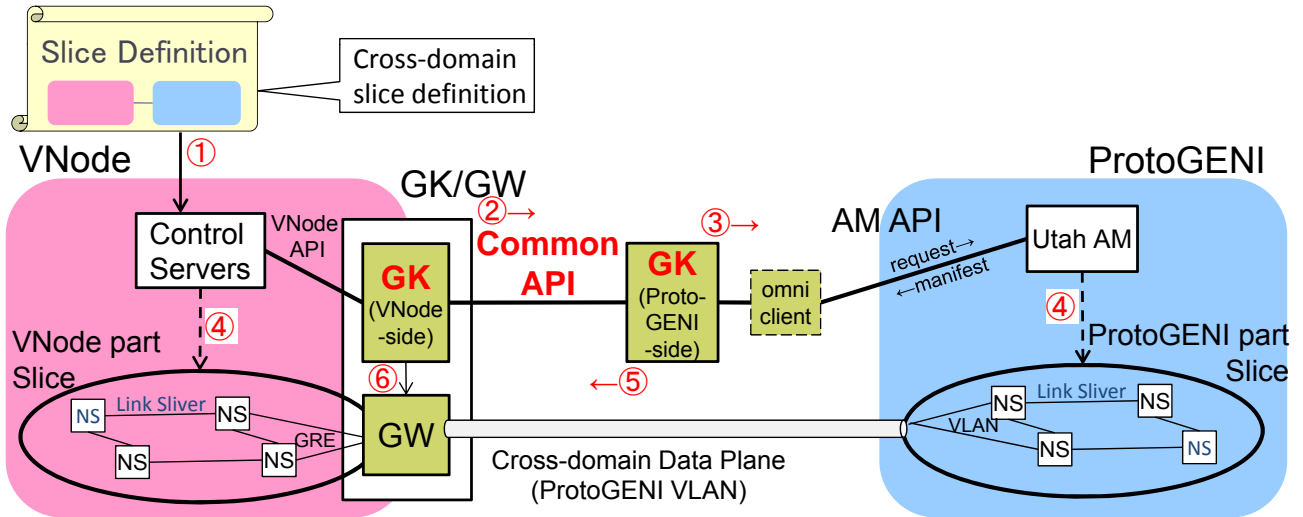 Slice Definition
Cross-domain
slice definition
①
VNode
ProtoGENI
GK/GW
②→
③→
AM API
Control
Servers
VNode
API
Common
API
GK
(VNode
-side)
GK
(Proto-
GENI
-side)
omni
client
request→
←manifest
Utah AM
④
④
VNode part
Slice
ProtoGENI part
Slice
⑥
←⑤
NS
Link Sliver
NS
NS
NS
GRE
GW
Cross-domain Data Plane
(ProtoGENI VLAN)
VLAN
NS
Link Sliver
NS
NS
NS